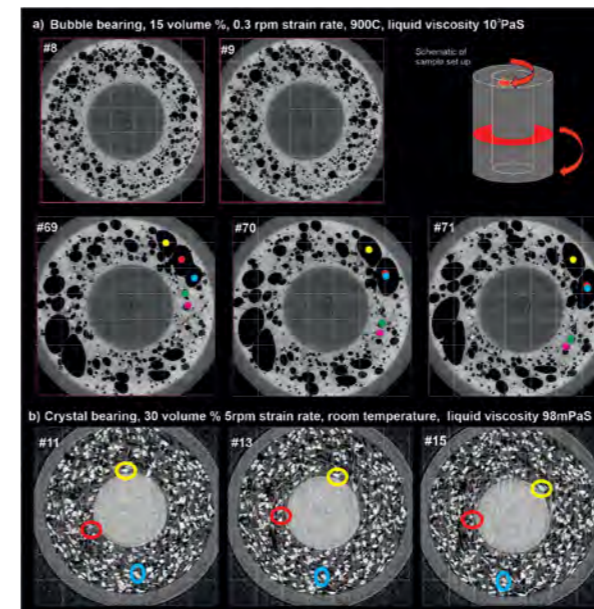 a) Bubble bearing, 15 volume %, 0.3 rpm strain rate, 900C, liquid viscosity 10²PaS
#8
#9
Schematic of
sample set up
#69
#70
#71
b) Crystal bearing, 30 volume % 5rpm strain rate, room temperature, liquid viscosity 98mPaS
#11
#13
#15